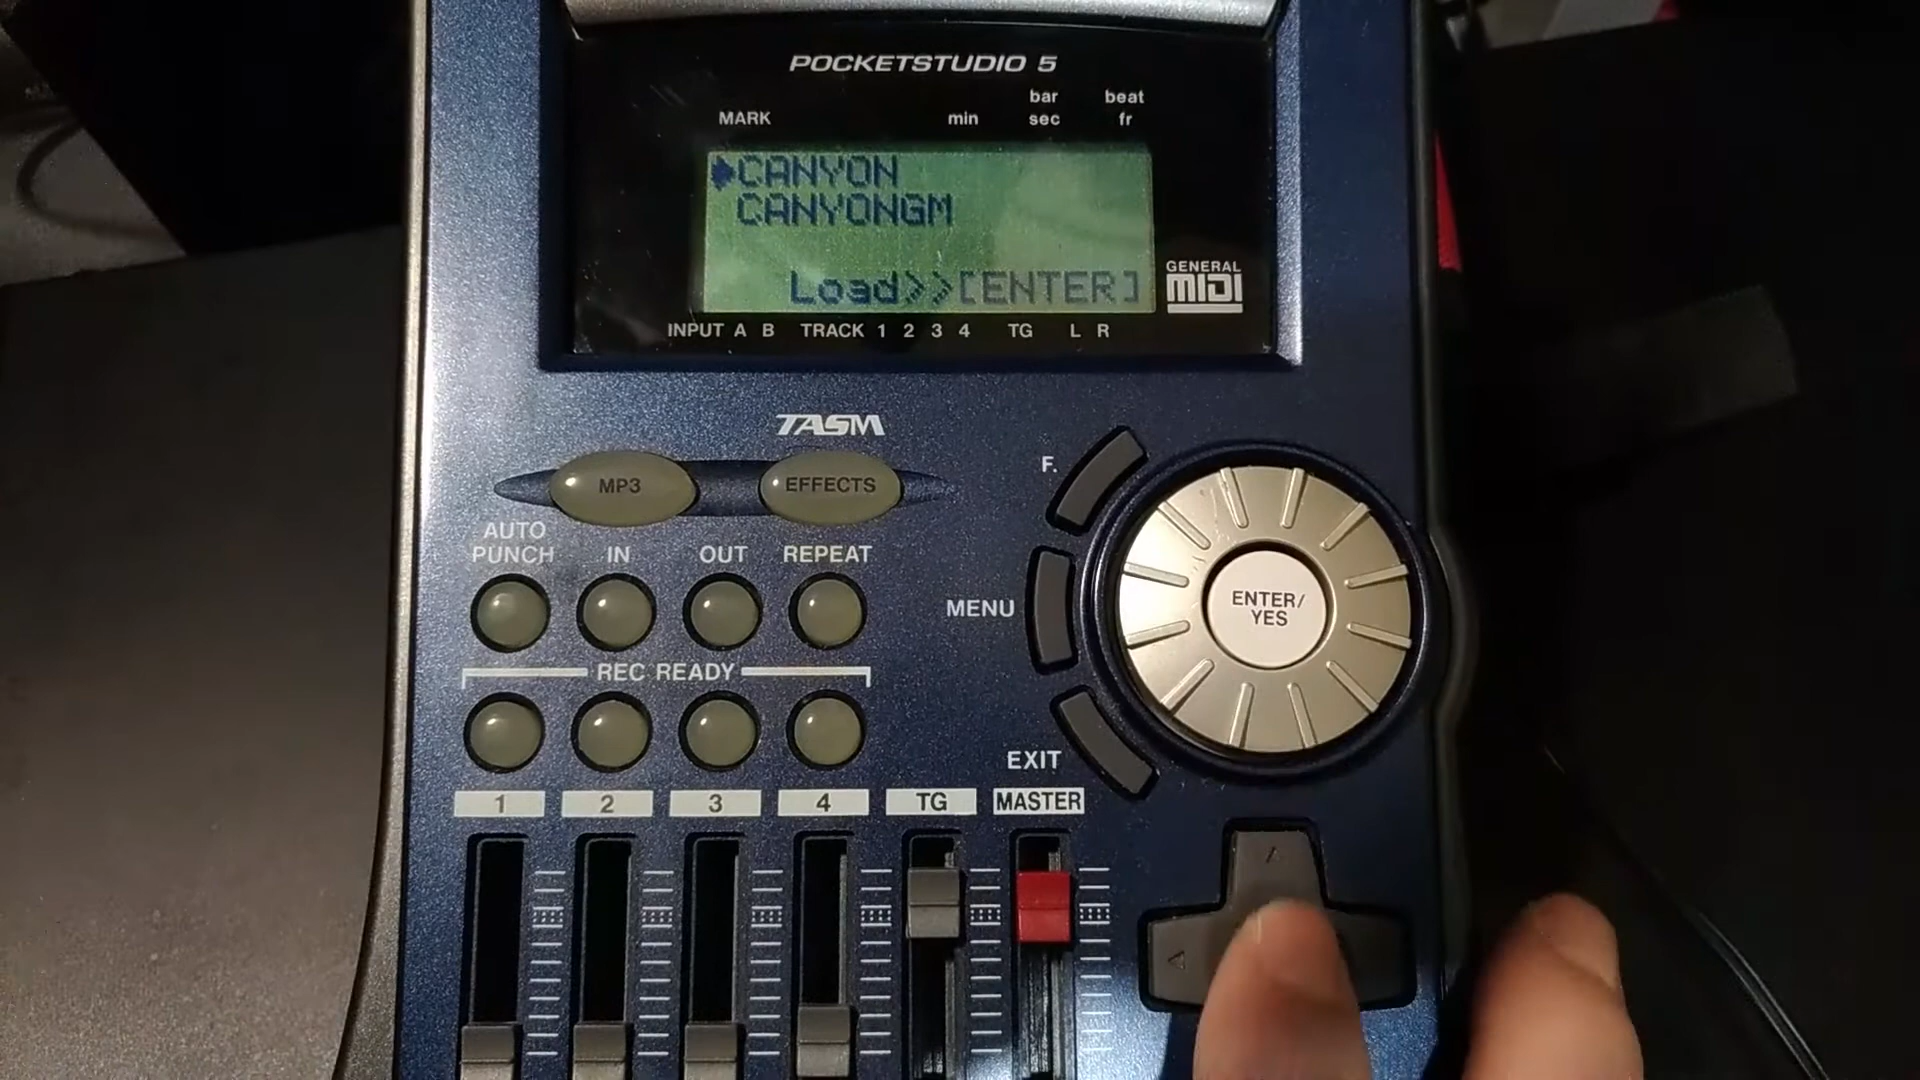 POCKETSTUDIO 5
bar beat
MARK min sec fr
CANYON
CANYONGM
Load>>[ENTER]
GENERAL
MIDI
INPUT A B TRACK 1 2 3 4 TG L R
TASM
F.
MP3 EFFECTS
AUTO
PUNCH IN OUT REPEAT
MENU
ENTER/
YES
REC READY
EXIT
1 2 3 4 TG MASTER